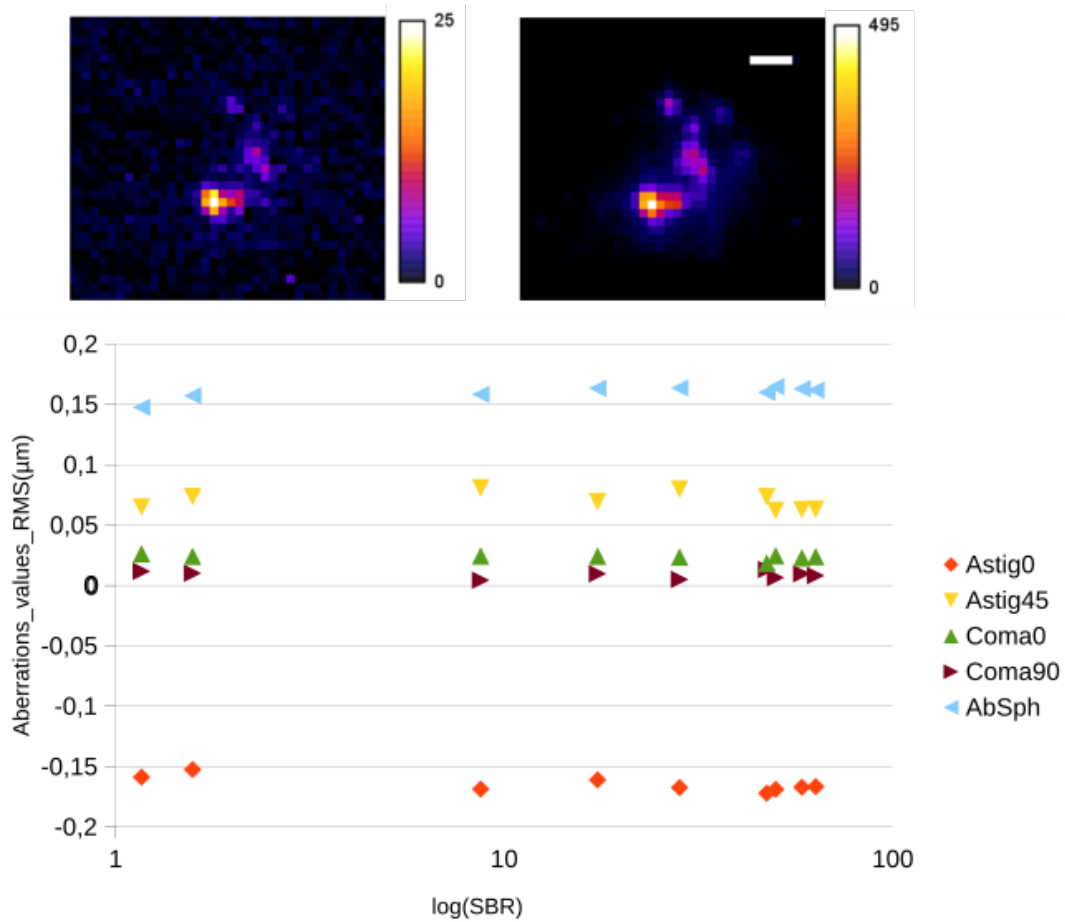 25
0
495
0
0,2
0,15
0,1
0,05
0
-0,05
-0,1
-0,15
-0,2
Aberrations_values_RMS(µm)
1
10
100
log(SBR)
Astig0
Astig45
Coma0
Coma90
AbSph